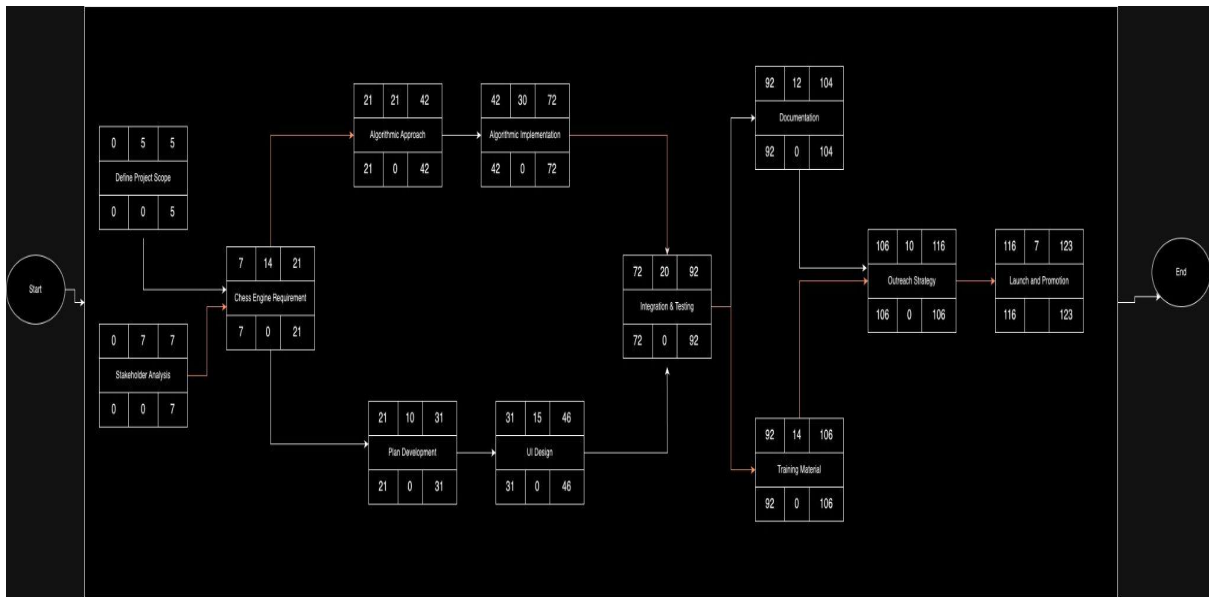 Start
0 5 5
Define Project Scope
0 0 5
0 7 7
Stakeholder Analysis
0 0 7
7 14 21
Chess Engine Requirement
7 0 21
21 21 42
Algorithmic Approach
21 0 42
42 30 72
Algorithmic Implementation
42 0 72
21 10 31
Plan Development
21 0 31
31 15 46
UI Design
31 0 46
72 20 92
Integration & Testing
72 0 92
92 12 104
Documentation
92 0 104
92 14 106
Training Material
92 0 106
106 10 116
Outreach Strategy
106 0 106
116 7 123
Launch and Promotion
116 123
End